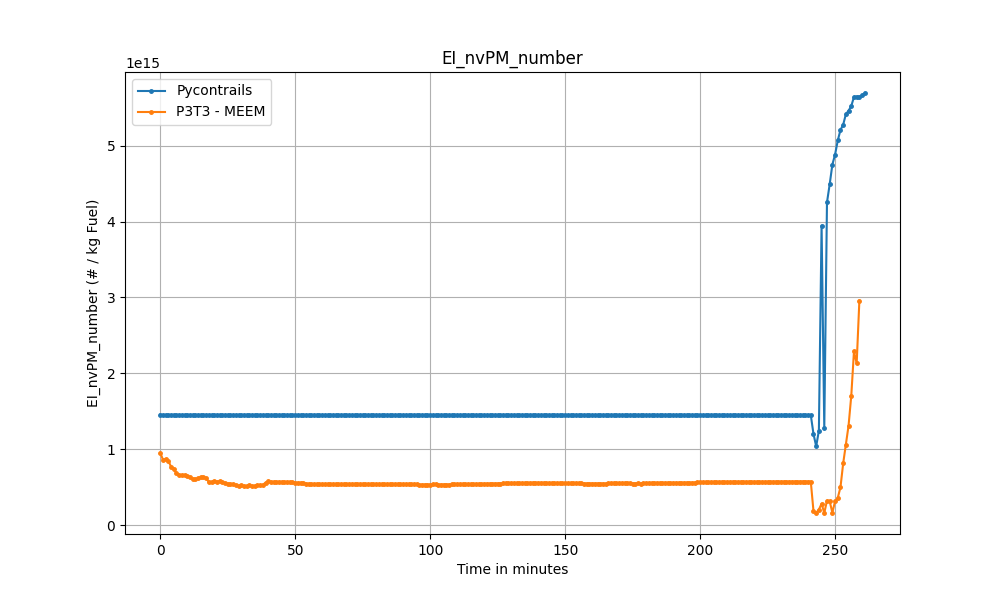 EI_nvPM_number
1e15
Pycontrails
P3T3 - MEEM
EI_nvPM_number (# / kg Fuel)
5
4
3
2
1
0
0 50 100 150 200 250
Time in minutes